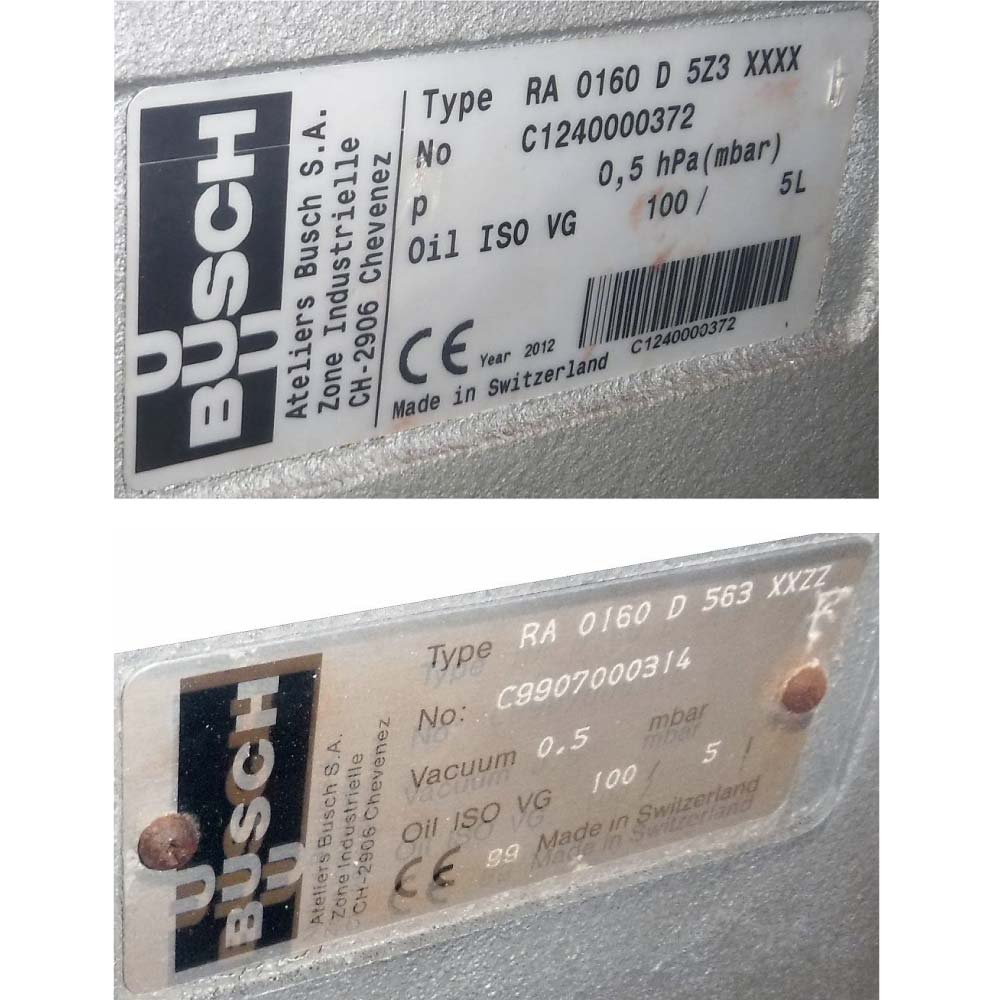 U
BUSCH
U
Ateliers Busch S.A.
Zone Industrielle
CH-2906 Chevenez
Type RA 0160 D 5Z3 XXXX
No C1240000372
p 0,5 hPa(mbar)
Oil ISO VG 100 / 5L
CE Year 2012
C1240000372
Made in Switzerland
U
BUSCH
U
Ateliers Busch S.A.
Zone Industrielle
CH-2906 Chevenez
Type RA 0160 D 563 XXZZ
No: C9907000314
Vacuum 0.5 mbar
Oil ISO VG 100 / 5 l
CE 99 Made in Switzerland